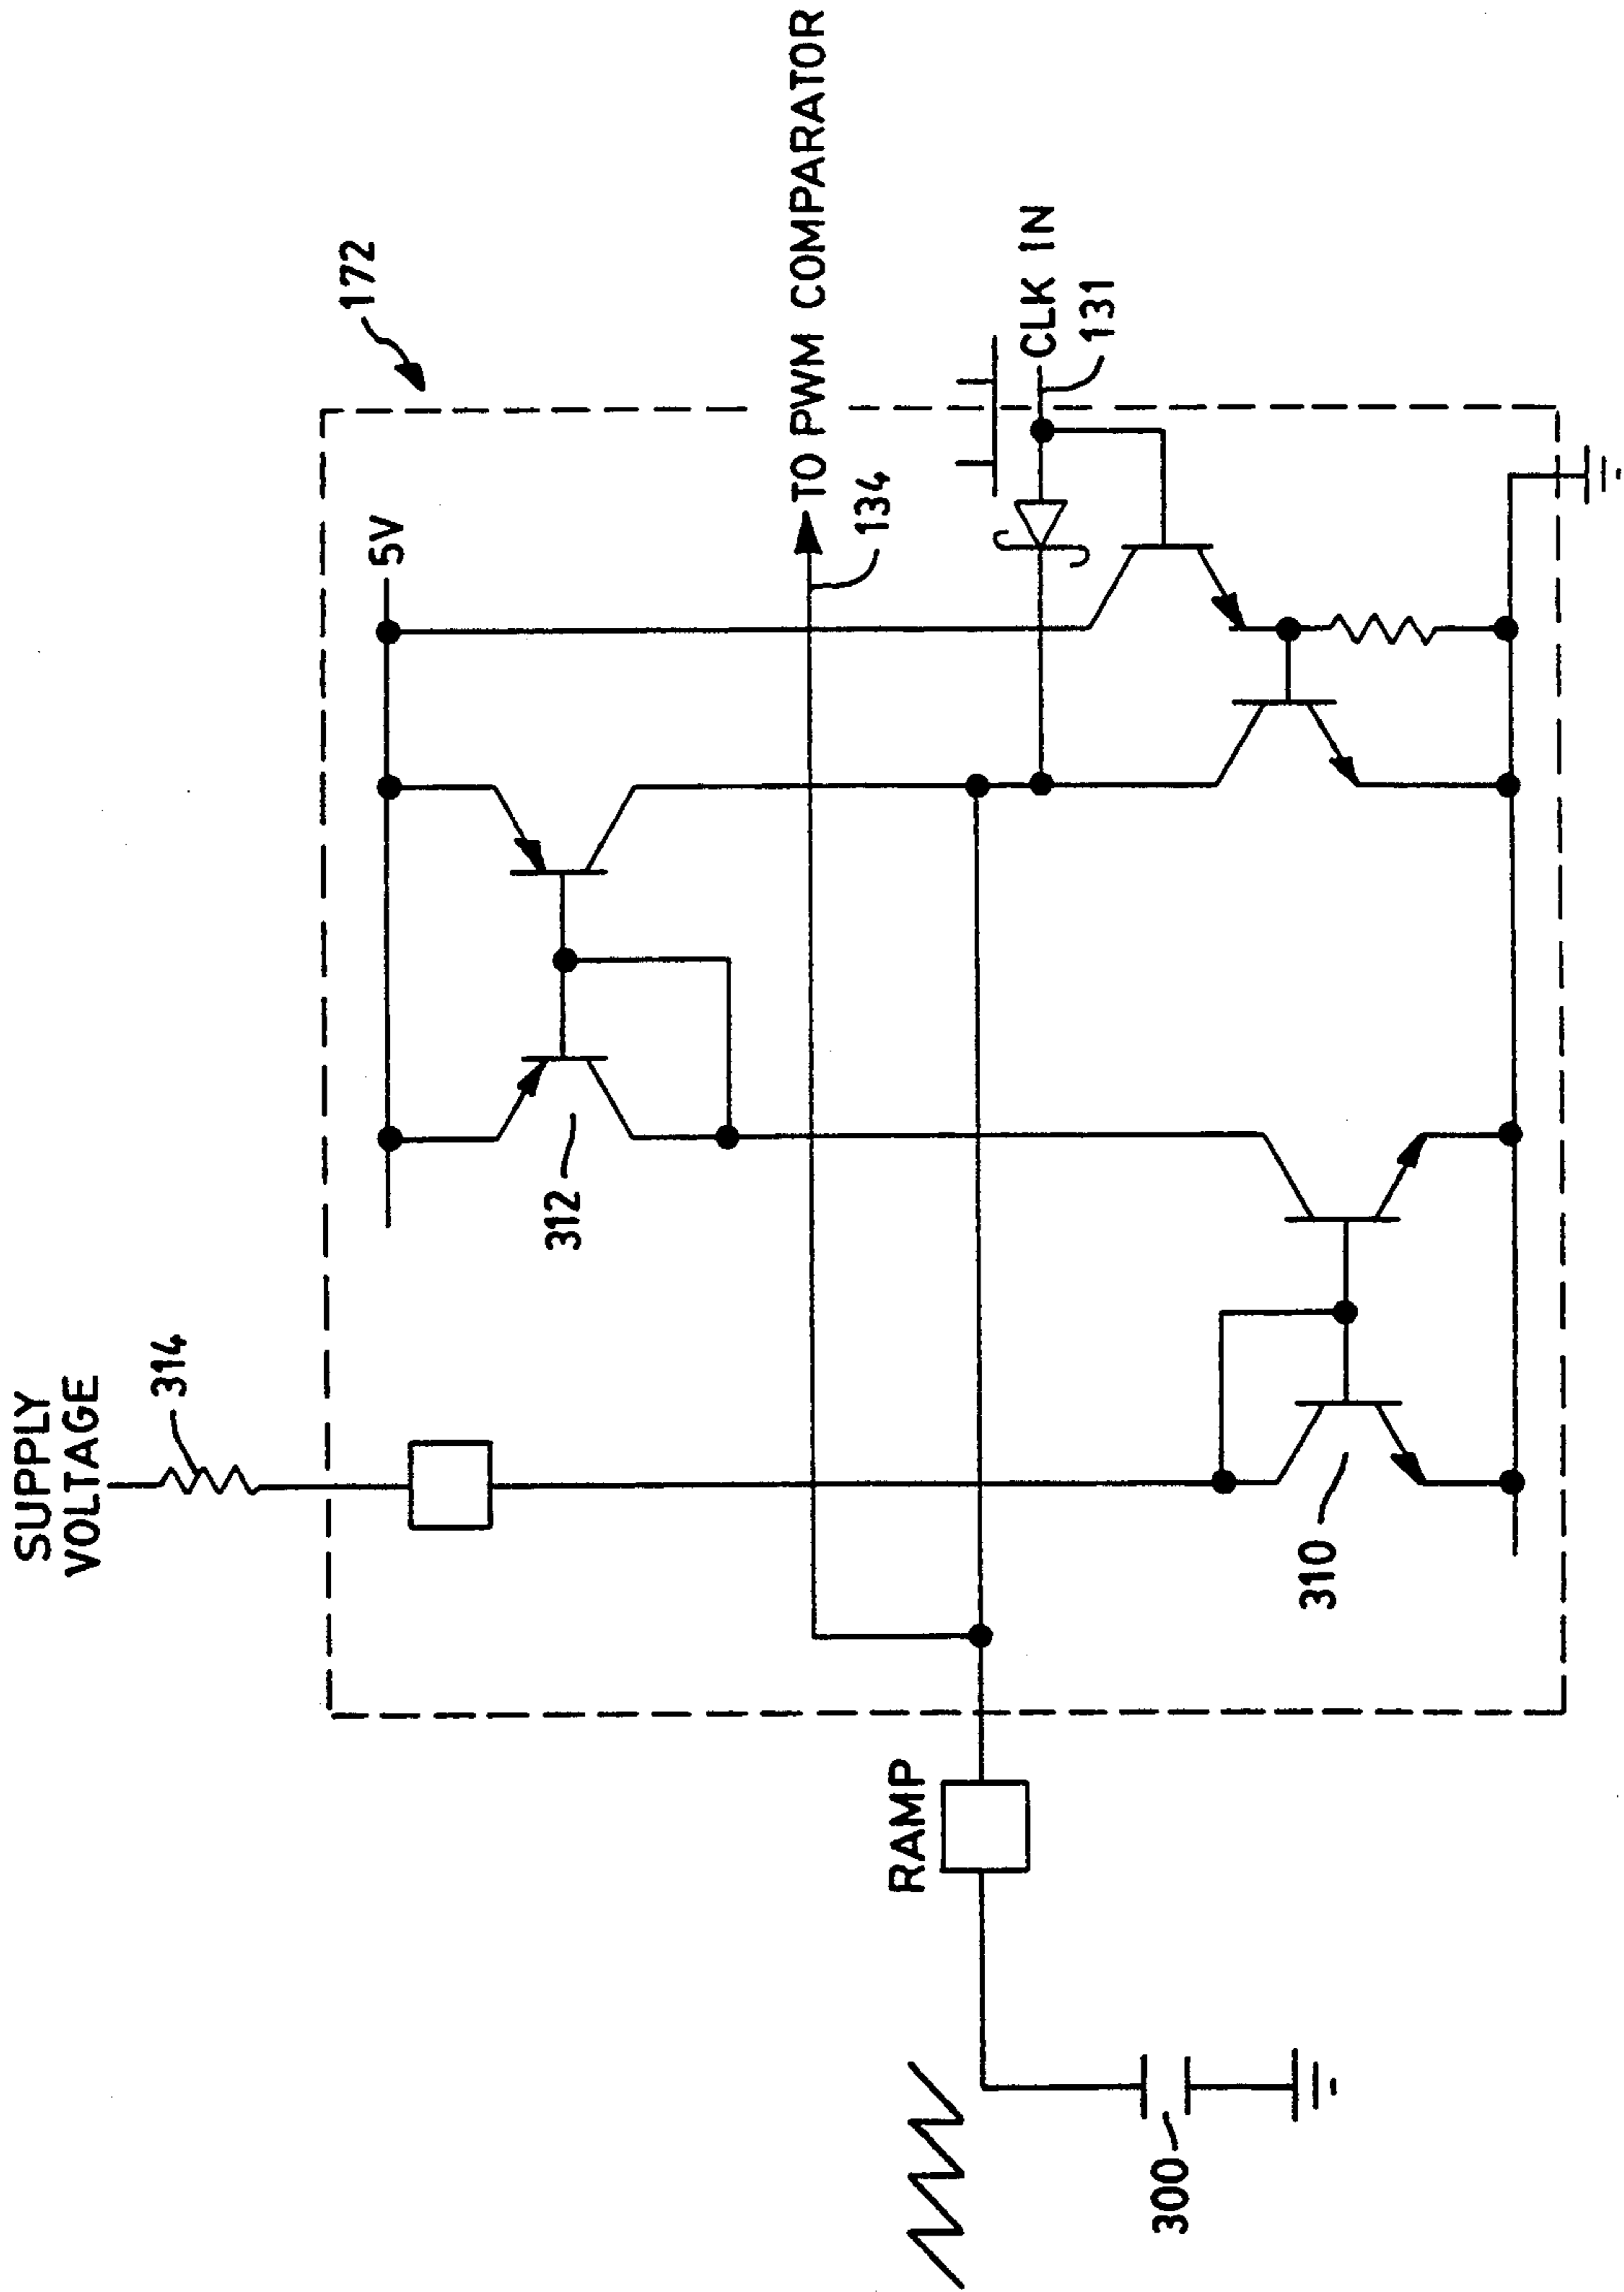 SUPPLY
VOLTAGE
314
172
5V
312
TO PWM COMPARATOR
134
RAMP
CLK IN
131
310
300